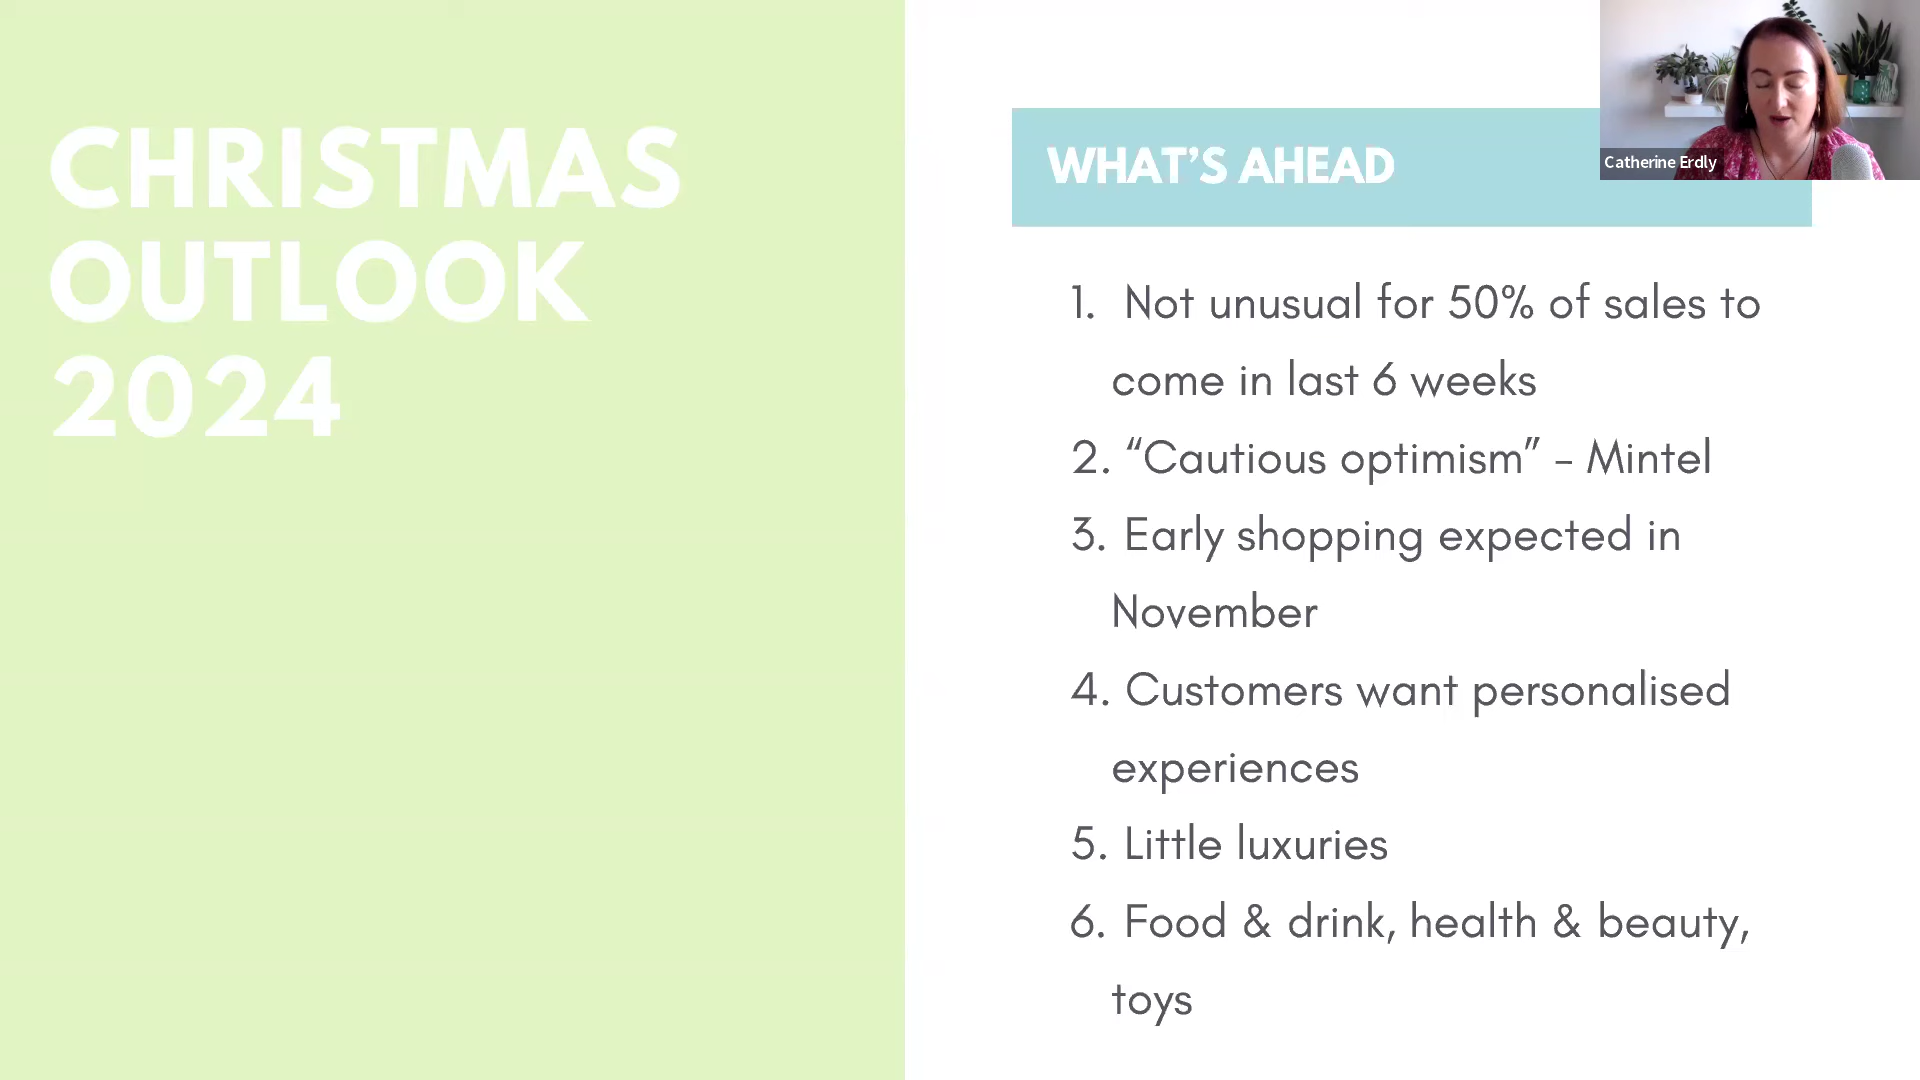 CHRISTMAS
OUTLOOK
2024
WHAT’S AHEAD
Catherine Erdly
1. Not unusual for 50% of sales to
come in last 6 weeks
2. “Cautious optimism” – Mintel
3. Early shopping expected in
November
4. Customers want personalised
experiences
5. Little luxuries
6. Food & drink, health & beauty,
toys